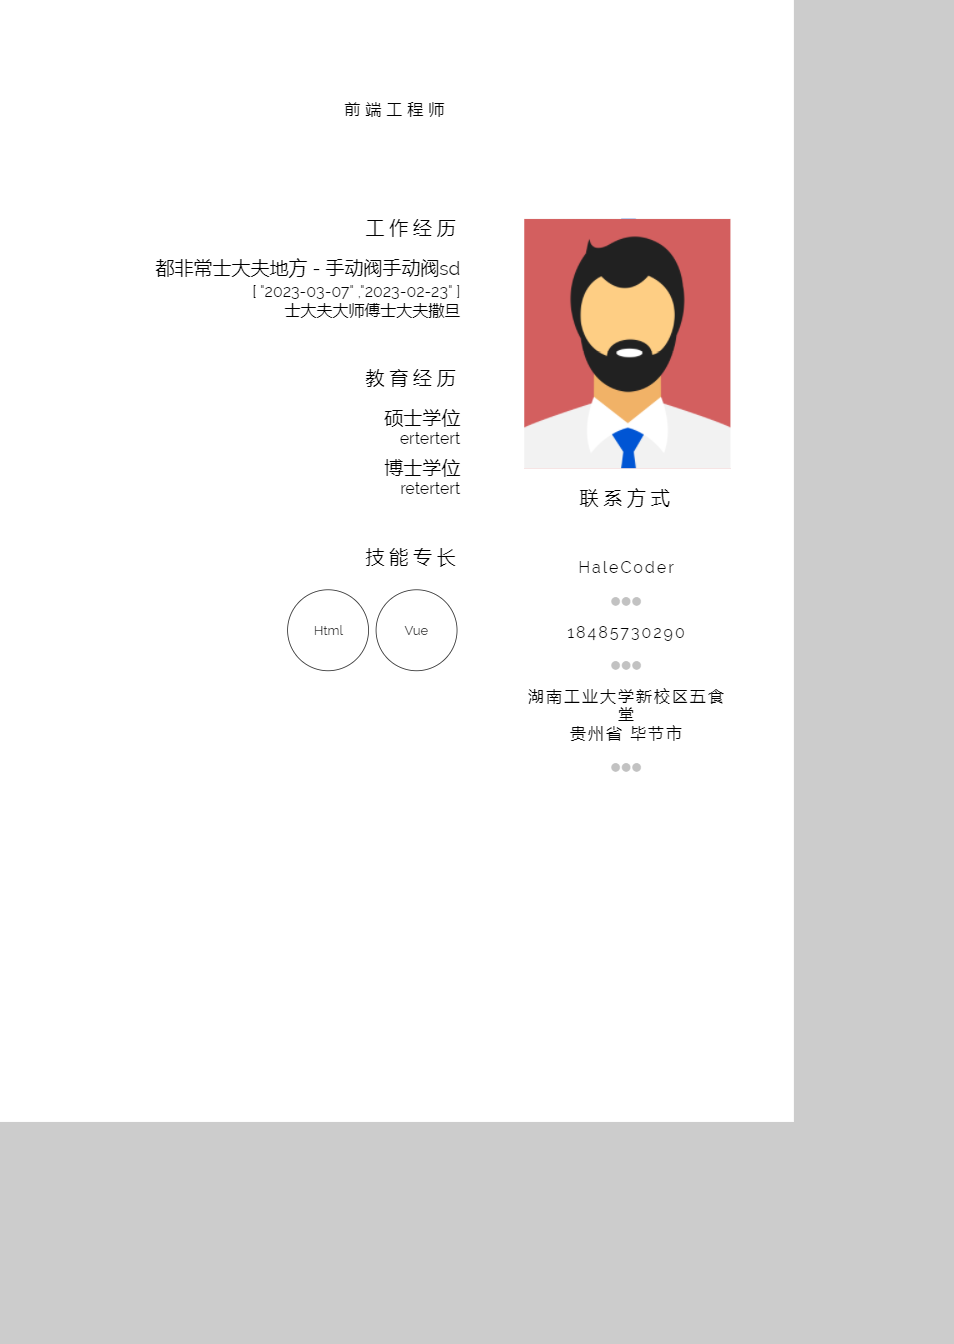 前端工程师
工作经历
都非常士大夫地方 - 手动阀手动阀sd
[ "2023-03-07" ,"2023-02-23" ]
士大夫大师傅士大夫撒旦
教育经历
硕士学位
ertertert
博士学位
retertert
技能专长
Html
Vue
联系方式
HaleCoder
18485730290
湖南工业大学新校区五食
堂
贵州省 毕节市